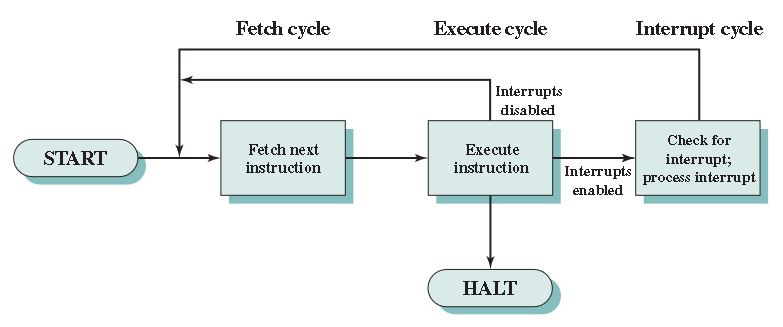 Fetch cycle
Execute cycle
Interrupt cycle
Interrupts
disabled
START
Fetch next
instruction
Execute
instruction
Interrupts
enabled
Check for
interrupt;
process interrupt
HALT